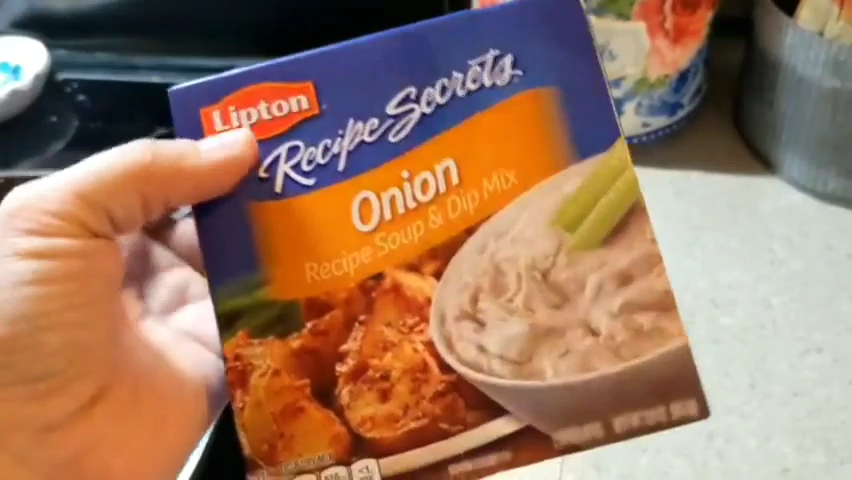 Lipton
Recipe Secrets
Onion
Recipe Soup & Dip Mix